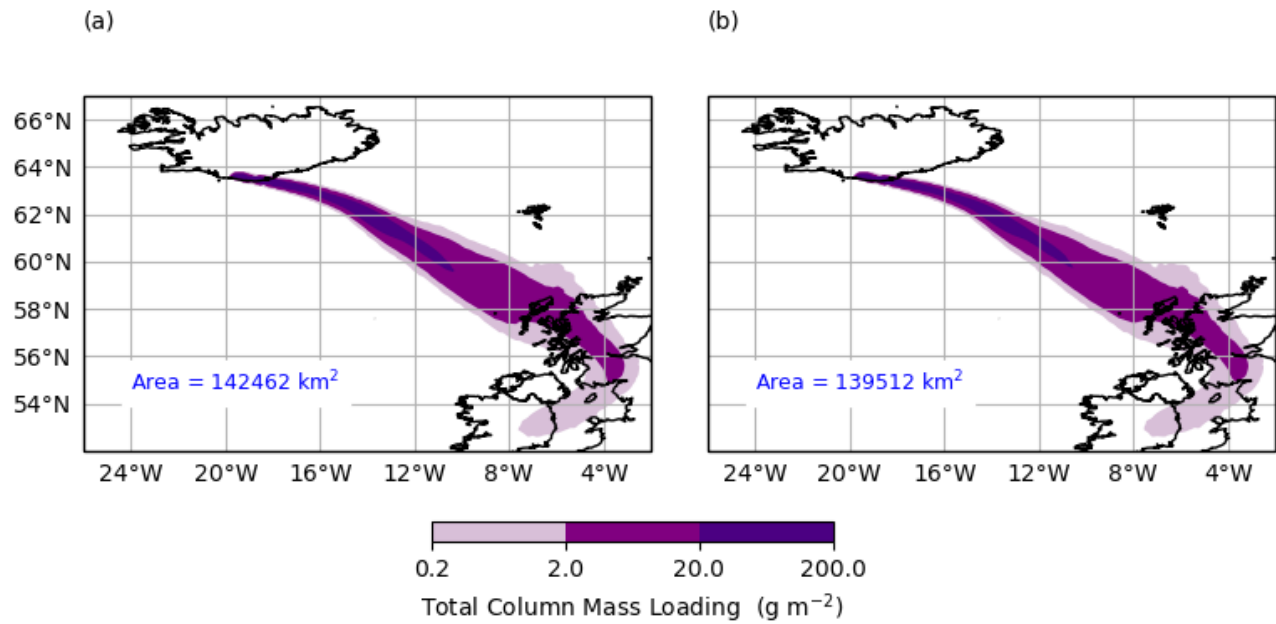 (a)
(b)
66°N
64°N
62°N
60°N
58°N
56°N
54°N
Area = 142462 km²
Area = 139512 km²
24°W 20°W 16°W 12°W 8°W 4°W
24°W 20°W 16°W 12°W 8°W 4°W
0.2 2.0 20.0 200.0
Total Column Mass Loading (g m⁻²)